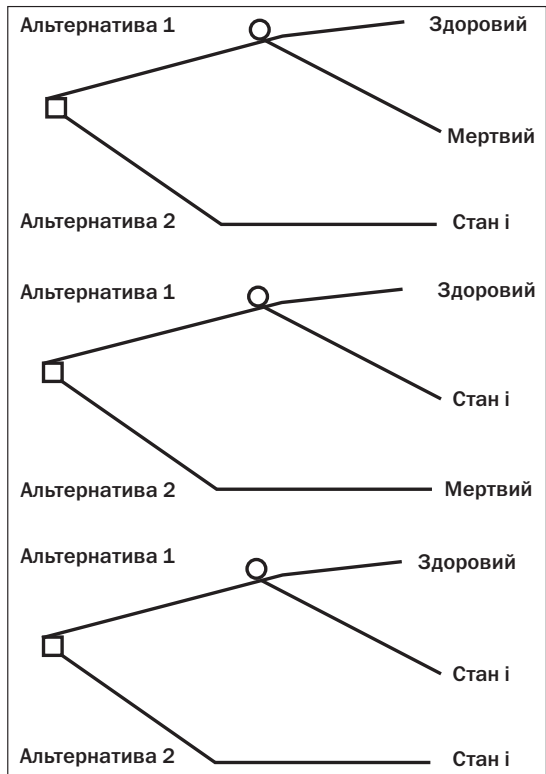 Альтернатива 1
Здоровий
Мертвий
Альтернатива 2
Стан і
Альтернатива 1
Здоровий
Стан і
Альтернатива 2
Мертвий
Альтернатива 1
Здоровий
Стан і
Альтернатива 2
Стан і